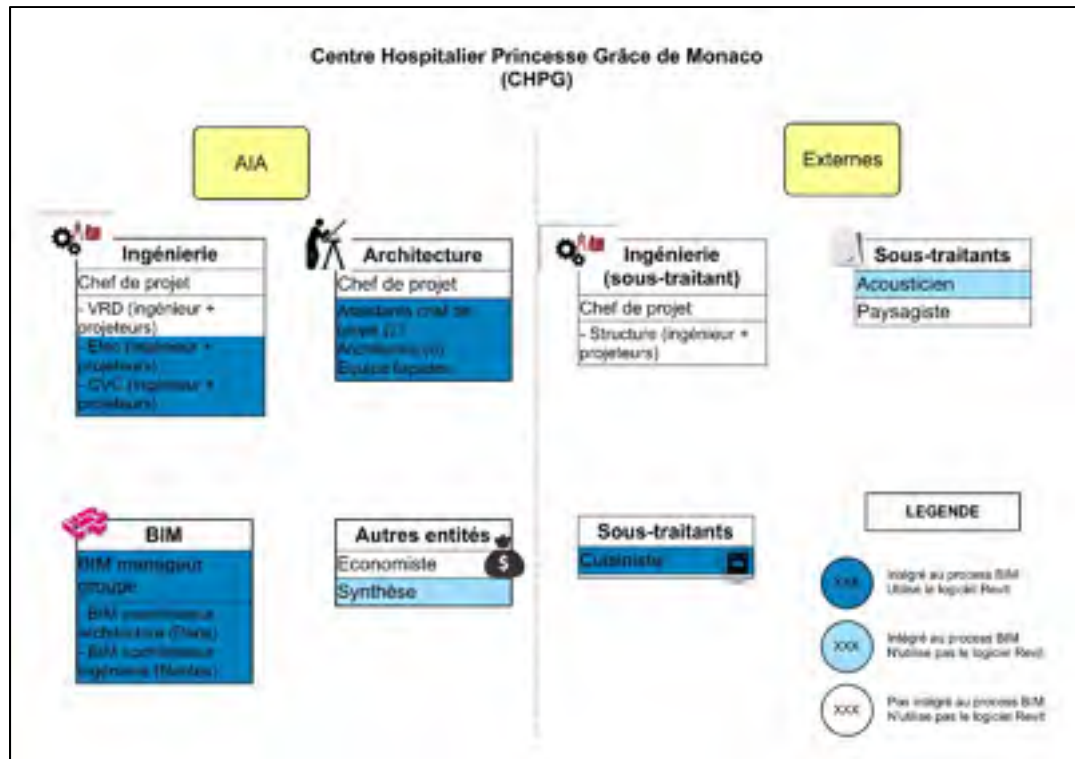 Centre Hospitalier Princesse Grâce de Monaco
(CHPG)
AIA
Externes
Ingénierie
Chef de projet
- VRD (ingénieur +
projeteurs)
- Elec (ingénieur +
projeteurs)
- CVC (ingénieur +
projeteurs)
Architecture
Chef de projet
Assistants chef de
projet
Architectes
Equipe façades
Ingénierie
(sous-traitant)
Chef de projet
- Structure (ingénieur +
projeteurs)
Sous-traitants
Acousticien
Paysagiste
BIM
BIM manageur
groupe
- BIM coordinateur
architecture (Paris)
- BIM coordinateur
ingénierie (Nantes)
Autres entités
Economiste
$
Synthèse
Sous-traitants
Cuisiniste
LEGENDE
XXX
Intégré au process BIM
Utilise le logiciel Revit
XXX
Intégré au process BIM
N'utilise pas le logiciel Revit
XXX
Pas intégré au process BIM
N'utilise pas le logiciel Revit